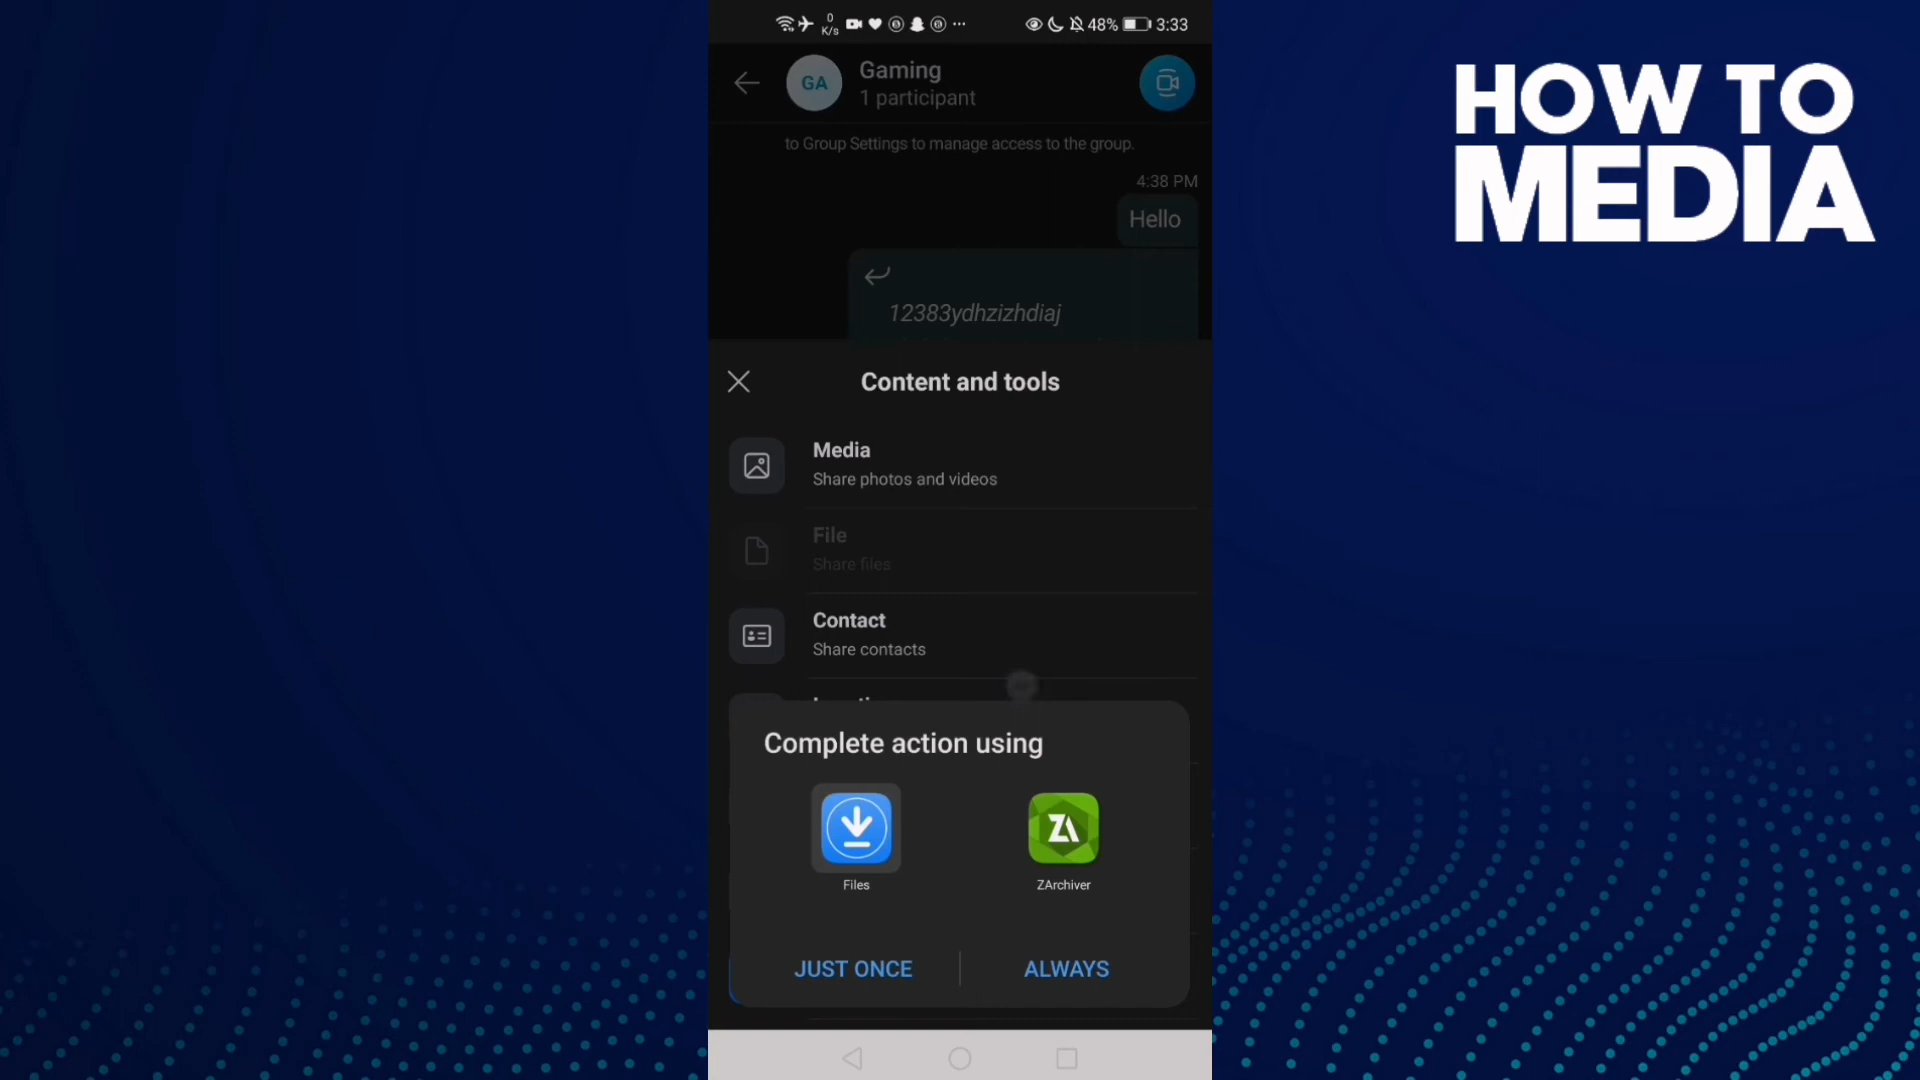 0
K/s
48%
3:33
GA
Gaming
1 participant
to Group Settings to manage access to the group.
4:38 PM
Hello
12383ydhzizhdiaj
Content and tools
Media
Share photos and videos
File
Share files
Contact
Share contacts
Complete action using
ZA
Files
ZArchiver
JUST ONCE
ALWAYS
HOW TO
MEDIA